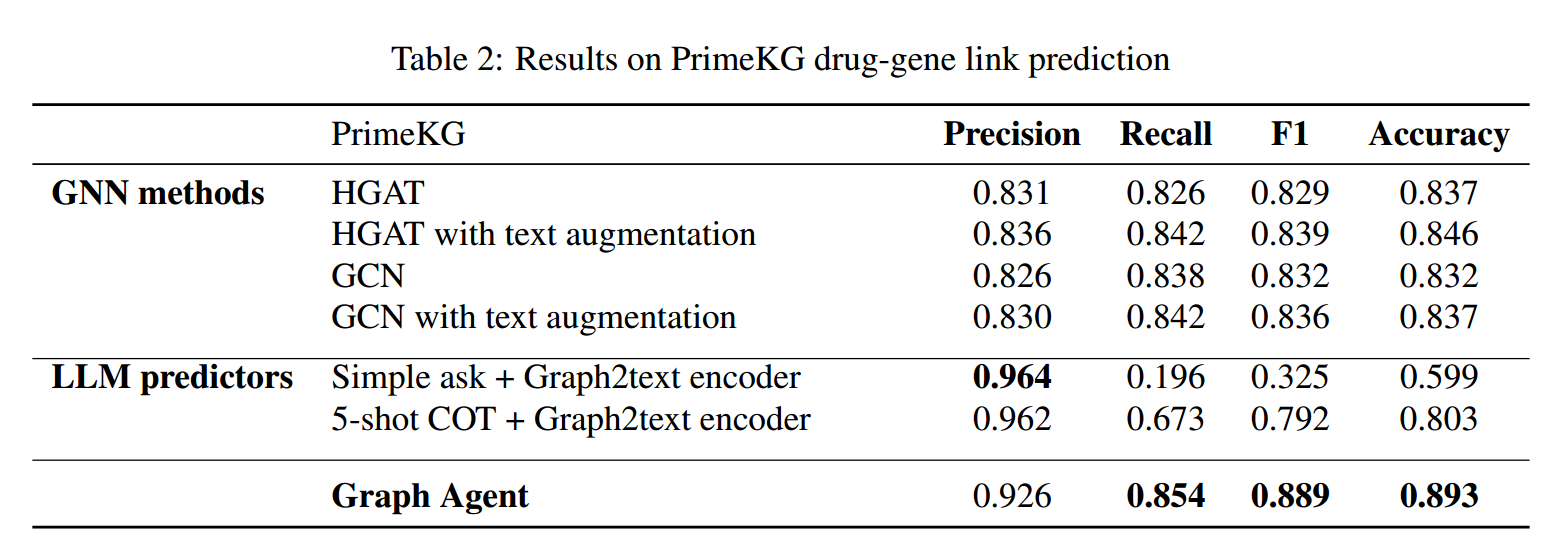 Table 2: Results on PrimeKG drug-gene link prediction
PrimeKG Precision Recall F1 Accuracy
GNN methods HGAT 0.831 0.826 0.829 0.837
HGAT with text augmentation 0.836 0.842 0.839 0.846
GCN 0.826 0.838 0.832 0.832
GCN with text augmentation 0.830 0.842 0.836 0.837
LLM predictors Simple ask + Graph2text encoder 0.964 0.196 0.325 0.599
5-shot COT + Graph2text encoder 0.962 0.673 0.792 0.803
Graph Agent 0.926 0.854 0.889 0.893